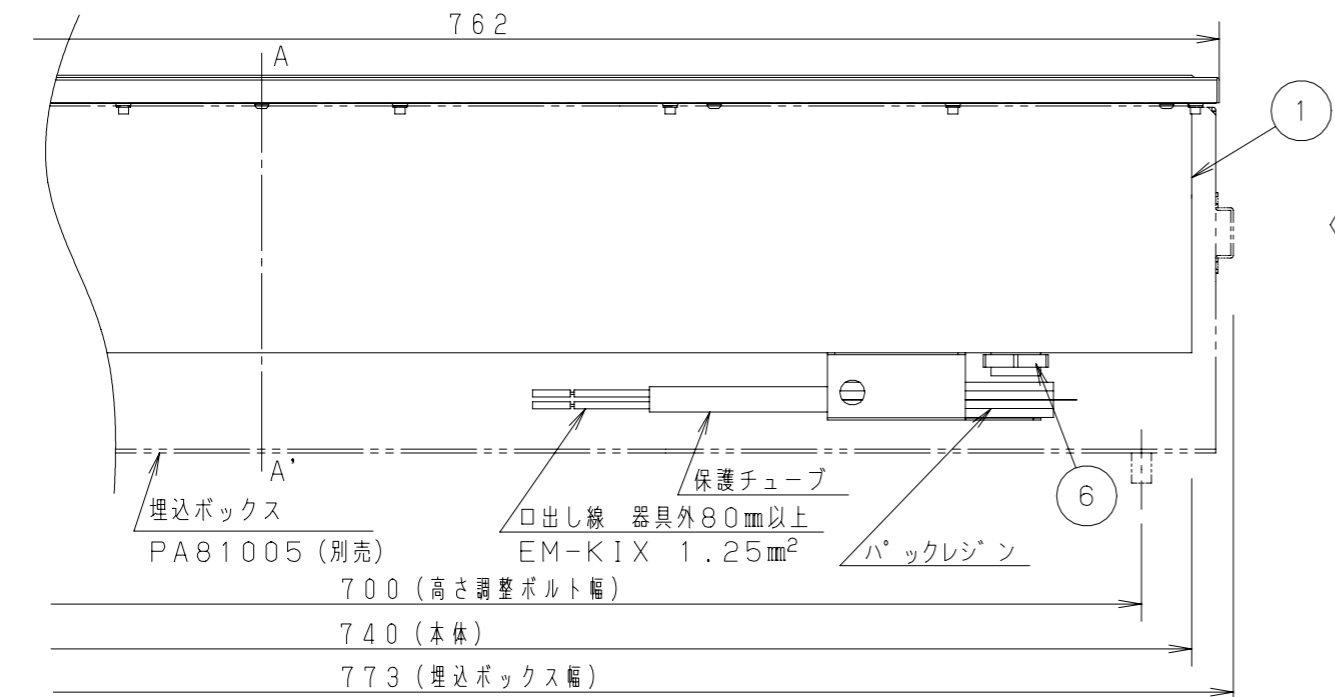 762
A
1
A'
埋込ボックス
PA81005(別売)
保護チューブ
口出し線 器具外80㎜以上
EM-KIX 1.25㎜²
パックレジン
6
700(高さ調整ボルト幅)
740(本体)
773(埋込ボックス幅)